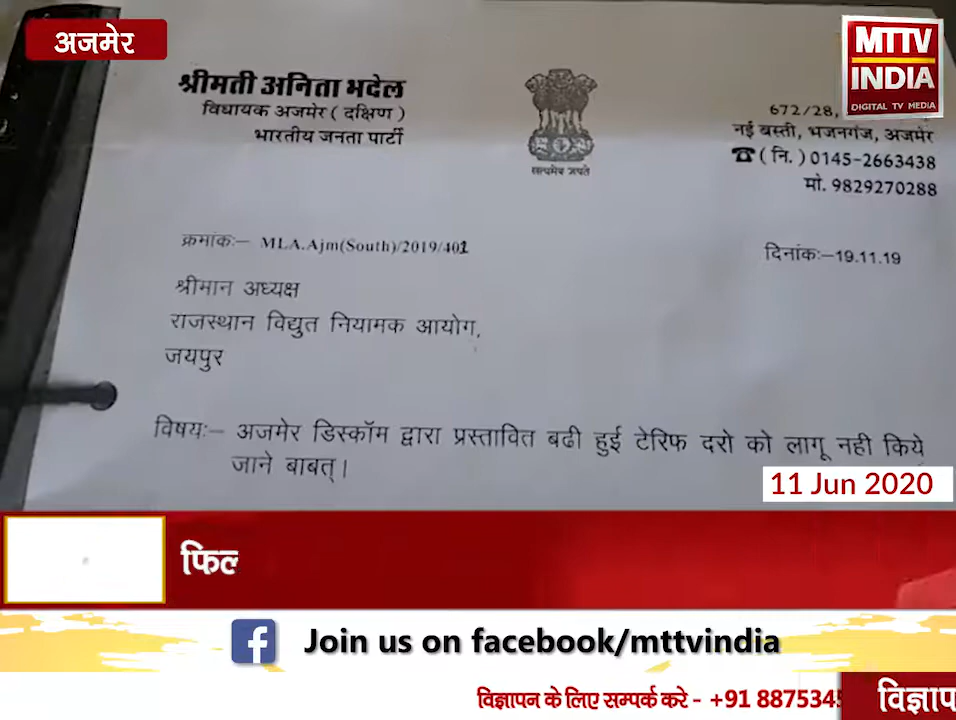 अजमेर
MTTV
INDIA
DIGITAL TV MEDIA
श्रीमती अनिता भदेल
विधायक अजमेर ( दक्षिण )
भारतीय जनता पार्टी
सत्यमेव जयते
672/28,
नई बस्ती, भजनगंज, अजमेर
☎ ( नि. ) 0145-2663438
मो. 9829270288
क्रमांकः– MLA.Ajm(South)/2019/401
दिनांकः–19.11.19
श्रीमान अध्यक्ष
राजस्थान विद्युत नियामक आयोग,
जयपुर
विषयः– अजमेर डिस्कॉम द्वारा प्रस्तावित बढी हुई टेरिफ दरो को लागू नही किये
जाने बाबत्।
11 Jun 2020
Join us on facebook/mttvindia
विज्ञापन के लिए सम्पर्क करे - +91 887534